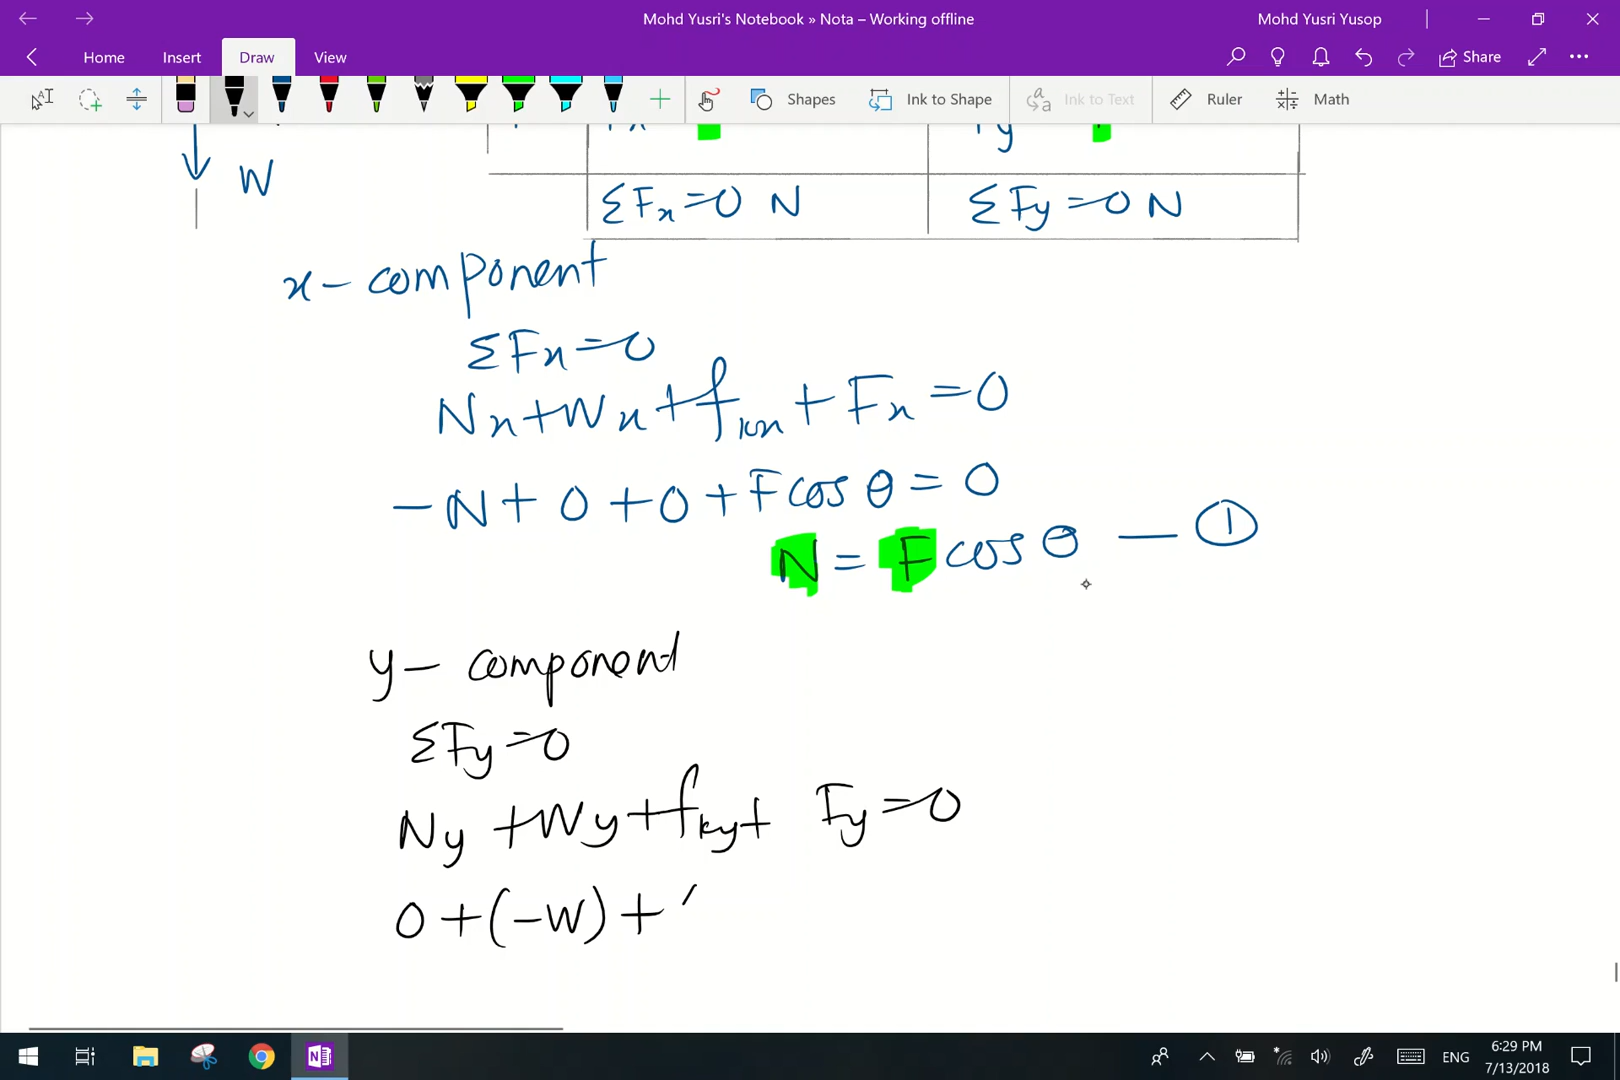 Mohd Yusri's Notebook » Nota – Working offline
Mohd Yusri Yusop
Home Insert Draw View
Share
Shapes Ink to Shape Ink to Text Ruler Math
W
ΣFx=0 N ΣFy=0 N
x- component
ΣFx=0
Nx+Wx+fkx+Fx=0
-N+0+0+Fcosθ=0
N = F cosθ — ①
y- component
ΣFy=0
Ny+Wy+fky+ Fy=0
0+(-W)+
ENG
6:29 PM
7/13/2018